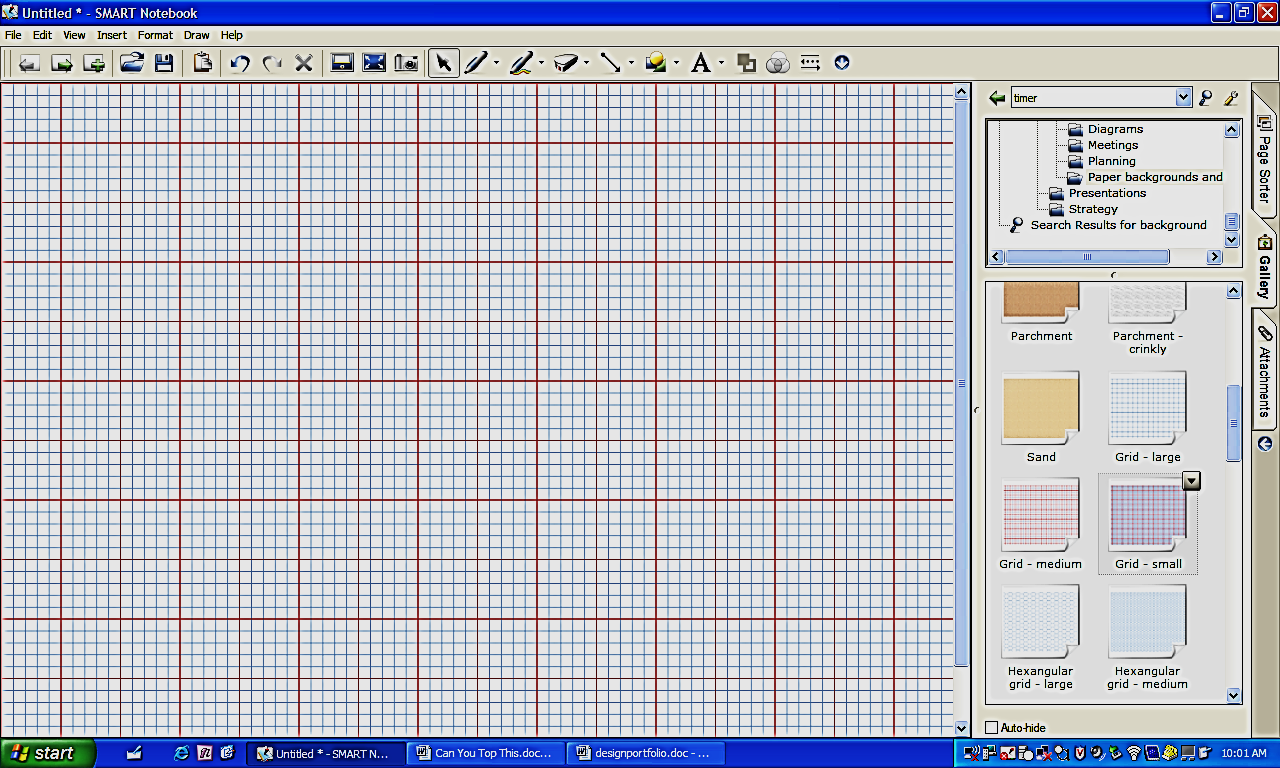 Untitled * - SMART Notebook
File Edit View Insert Format Draw Help
timer
Diagrams
Meetings
Planning
Paper backgrounds and
Presentations
Strategy
Search Results for background
Page Sorter
Gallery
Attachments
Parchment
Parchment -
crinkly
Sand
Grid - large
Grid - medium
Grid - small
Hexangular
grid - large
Hexangular
grid - medium
Auto-hide
start
Untitled * - SMART N...
Can You Top This.doc...
designportfolio.doc - ...
10:01 AM